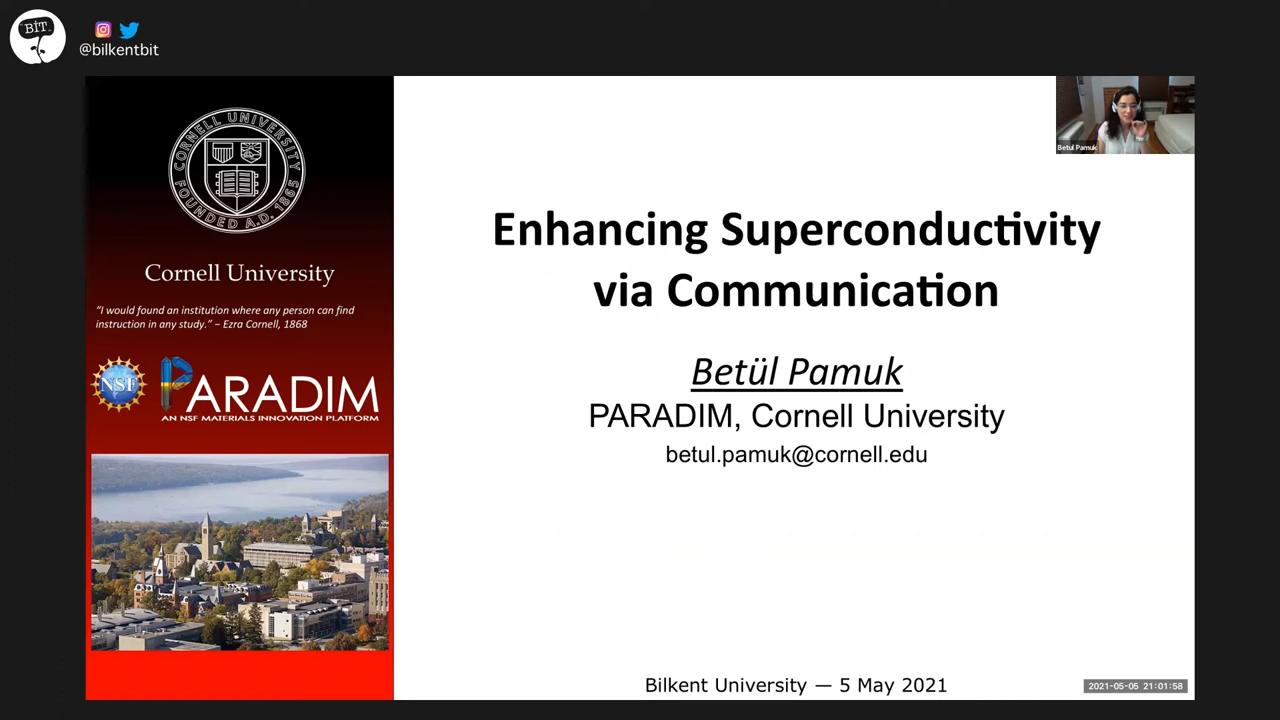 BİT
@bilkentbit
CORNELL UNIVERSITY
FOUNDED A.D. 1865
Cornell University
“I would found an institution where any person can find
instruction in any study.” – Ezra Cornell, 1868
NSF
PARADIM
AN NSF MATERIALS INNOVATION PLATFORM
Betul Pamuk
Enhancing Superconductivity
via Communication
Betül Pamuk
PARADIM, Cornell University
betul.pamuk@cornell.edu
Bilkent University — 5 May 2021
2021-05-05 21:01:58